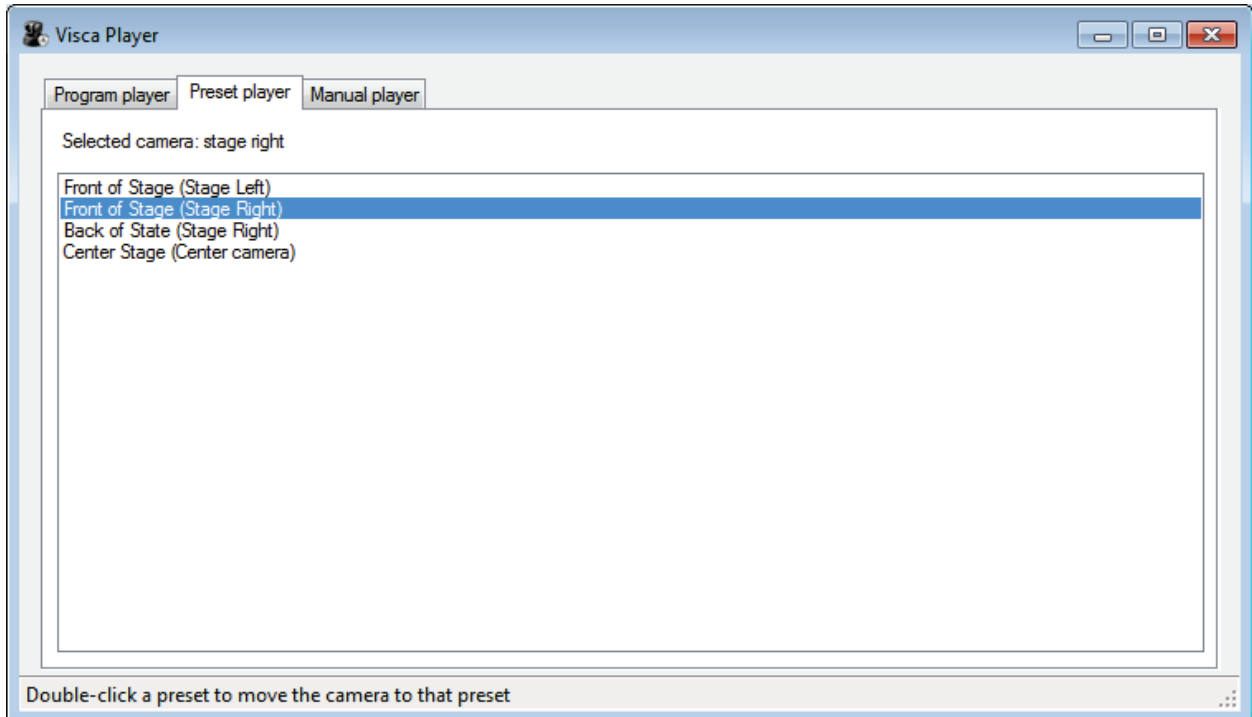 Visca Player
Program player Preset player Manual player
Selected camera: stage right
Front of Stage (Stage Left)
Front of Stage (Stage Right)
Back of State (Stage Right)
Center Stage (Center camera)
Double-click a preset to move the camera to that preset